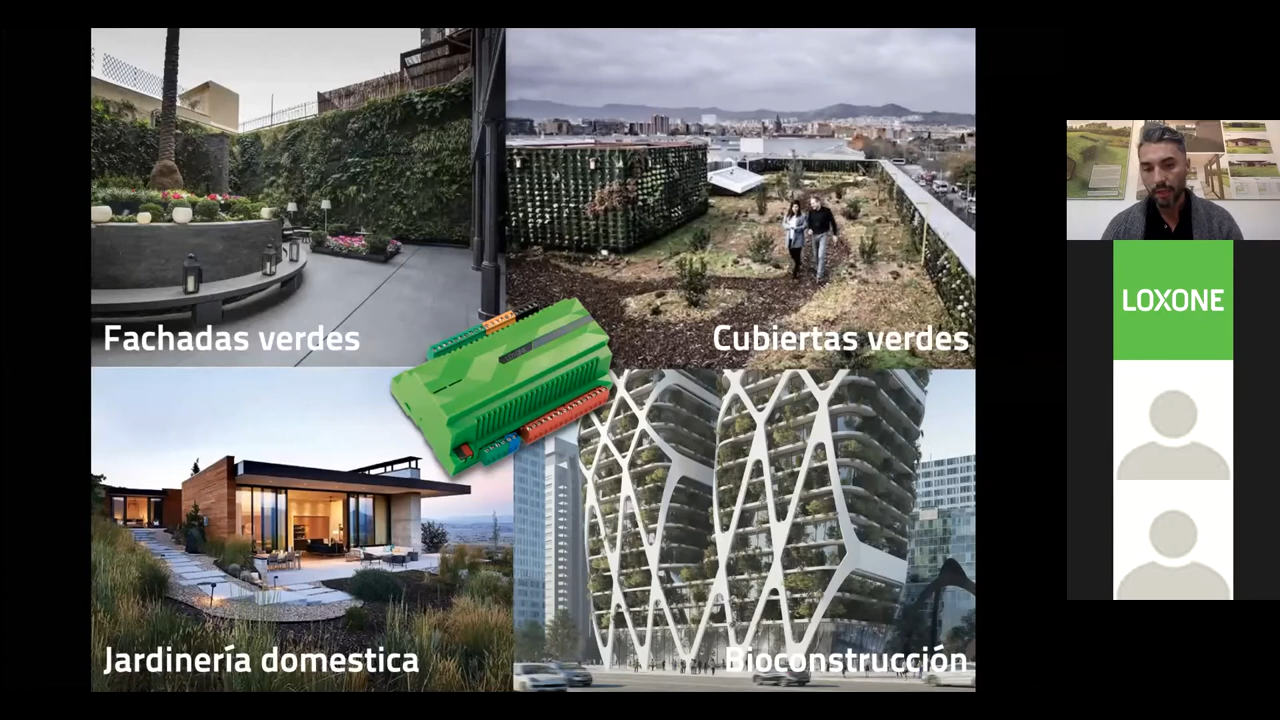 Fachadas verdes
Cubiertas verdes
Jardinería domestica
Bioconstrucción
LOXONE